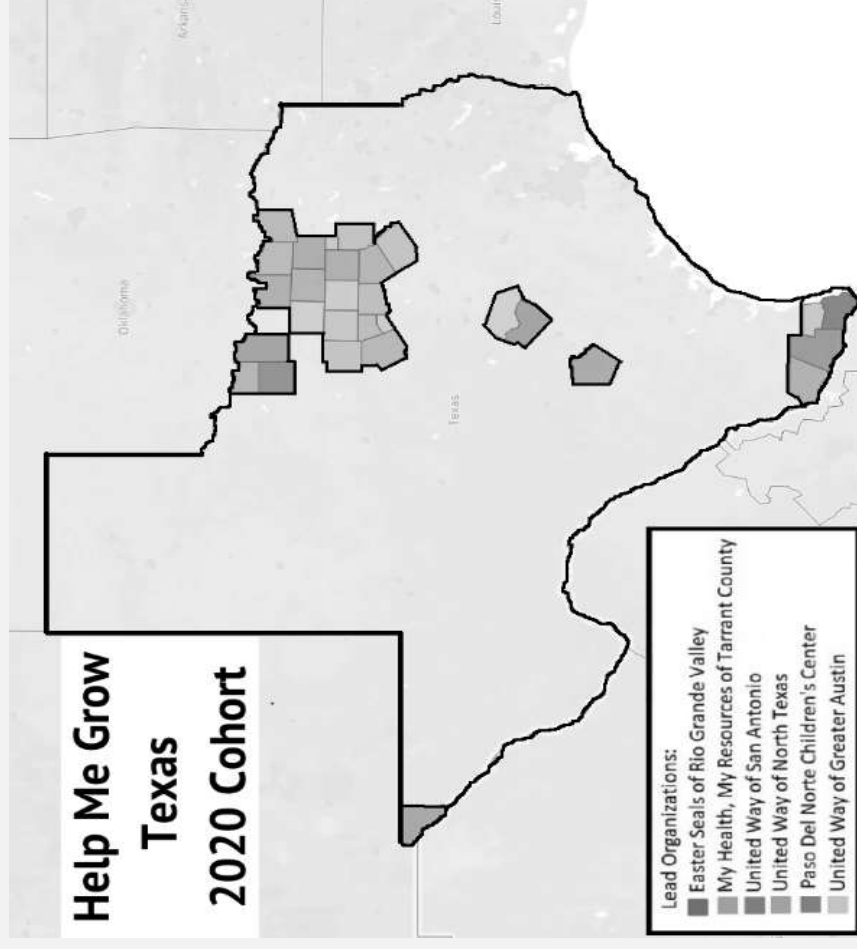 Help Me Grow
Texas
2020 Cohort
Oklahoma
Arkans
Louis
Texas
Lead Organizations:
Easter Seals of Rio Grande Valley
My Health, My Resources of Tarrant County
United Way of San Antonio
United Way of North Texas
Paso Del Norte Children's Center
United Way of Greater Austin